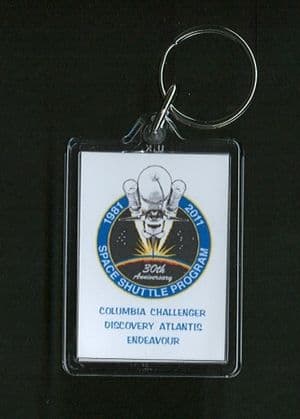 1981 2011
30th
Anniversary
SPACE SHUTTLE PROGRAM
COLUMBIA CHALLENGER
DISCOVERY ATLANTIS
ENDEAVOUR